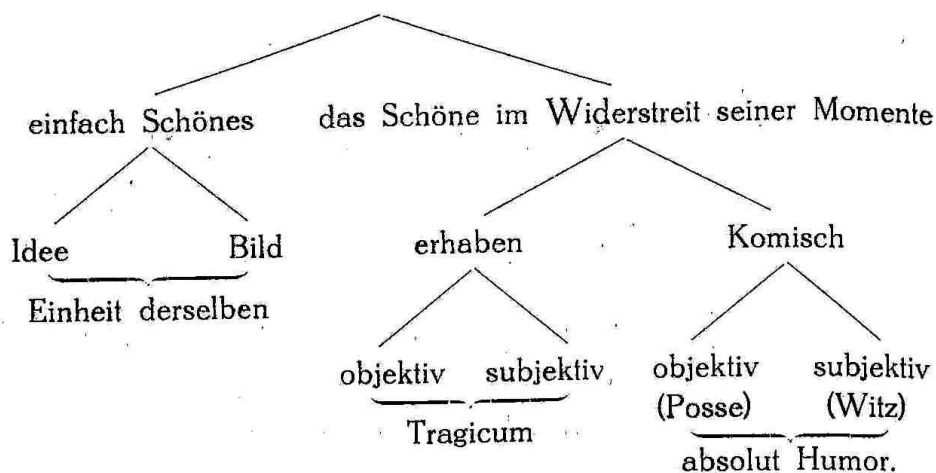 einfach Schönes das Schöne im Widerstreit seiner Momente
Idee Bild erhaben Komisch
Einheit derselben
objektiv subjektiv objektiv subjektiv
(Posse) (Witz)
Tragicum
absolut Humor.